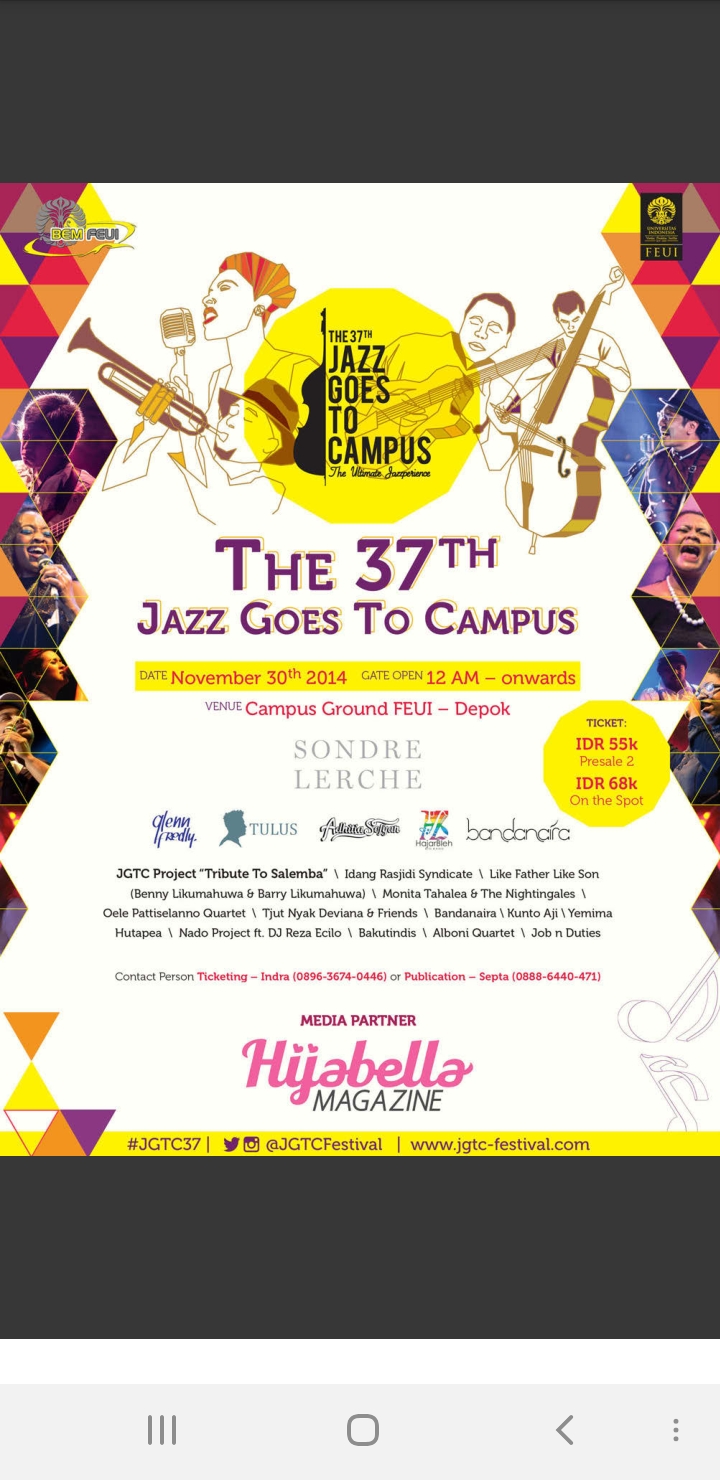 BEM FEUI
UNIVERSITAS
INDONESIA
FEUI
THE 37TH
JAZZ
GOES
TO
CAMPUS
The Ultimate Jazzperience
THE 37TH
JAZZ GOES TO CAMPUS
DATE November 30th 2014 GATE OPEN 12 AM – onwards
VENUE Campus Ground FEUI – Depok
TICKET:
IDR 55k
Presale 2
IDR 68k
On the Spot
SONDRE
LERCHE
glenn fredly. TULUS Adhitia Sofyan HajarBleh bandanaira
JGTC Project “Tribute To Salemba” \ Idang Rasjidi Syndicate \ Like Father Like Son
(Benny Likumahuwa & Barry Likumahuwa) \ Monita Tahalea & The Nightingales \
Oele Pattiselanno Quartet \ Tjut Nyak Deviana & Friends \ Bandanaira \ Kunto Aji \ Yemima
Hutapea \ Nado Project ft. DJ Reza Ecilo \ Bakutindis \ Alboni Quartet \ Job n Duties
Contact Person Ticketing – Indra (0896-3674-0446) or Publication – Septa (0888-6440-471)
MEDIA PARTNER
Hijabella
MAGAZINE
#JGTC37 | @JGTCFestival | www.jgtc-festival.com